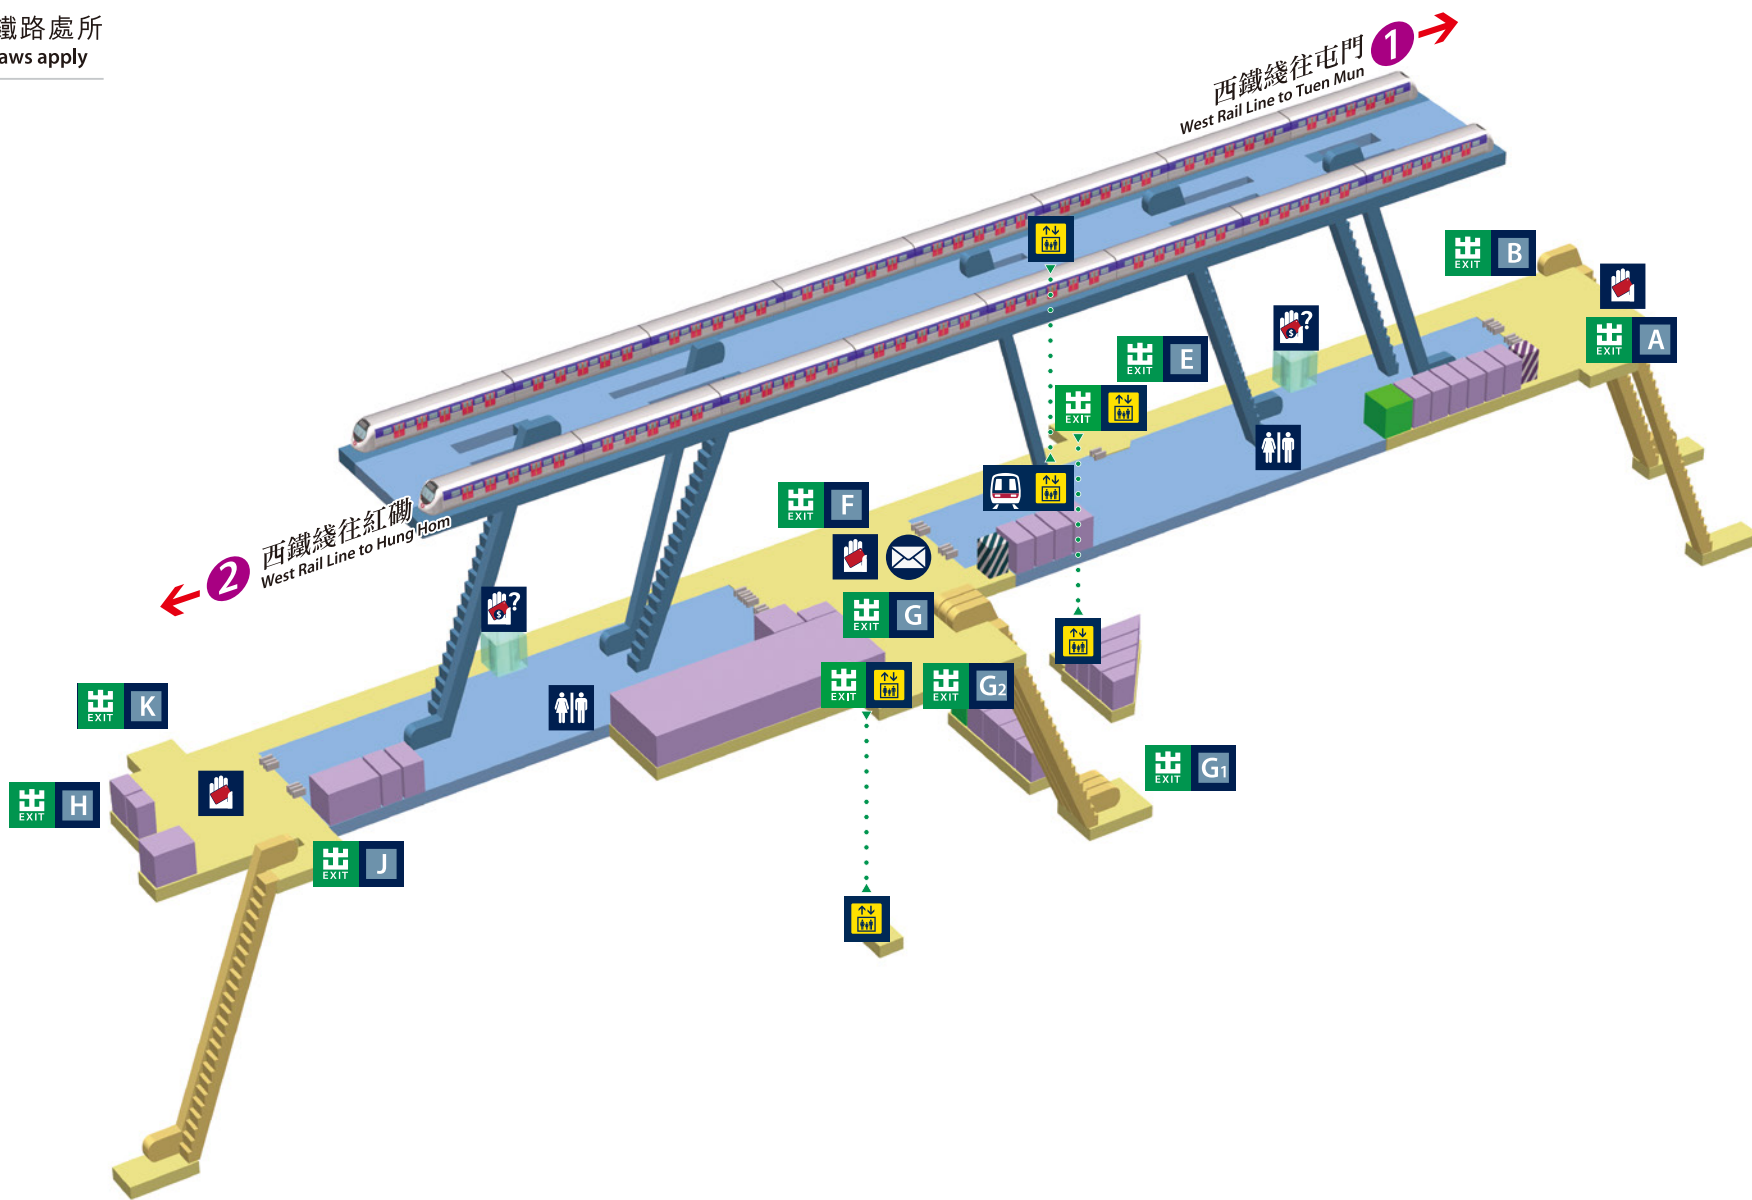 鐵路處所
aws apply
西鐵綫往屯門
West Rail Line to Tuen Mun
1
EXIT B
EXIT A
?
$
EXIT E
EXIT
EXIT F
2
西鐵綫往紅磡
West Rail Line to Hung Hom
?
$
EXIT G
EXIT
EXIT G2
EXIT K
EXIT G1
EXIT H
EXIT J